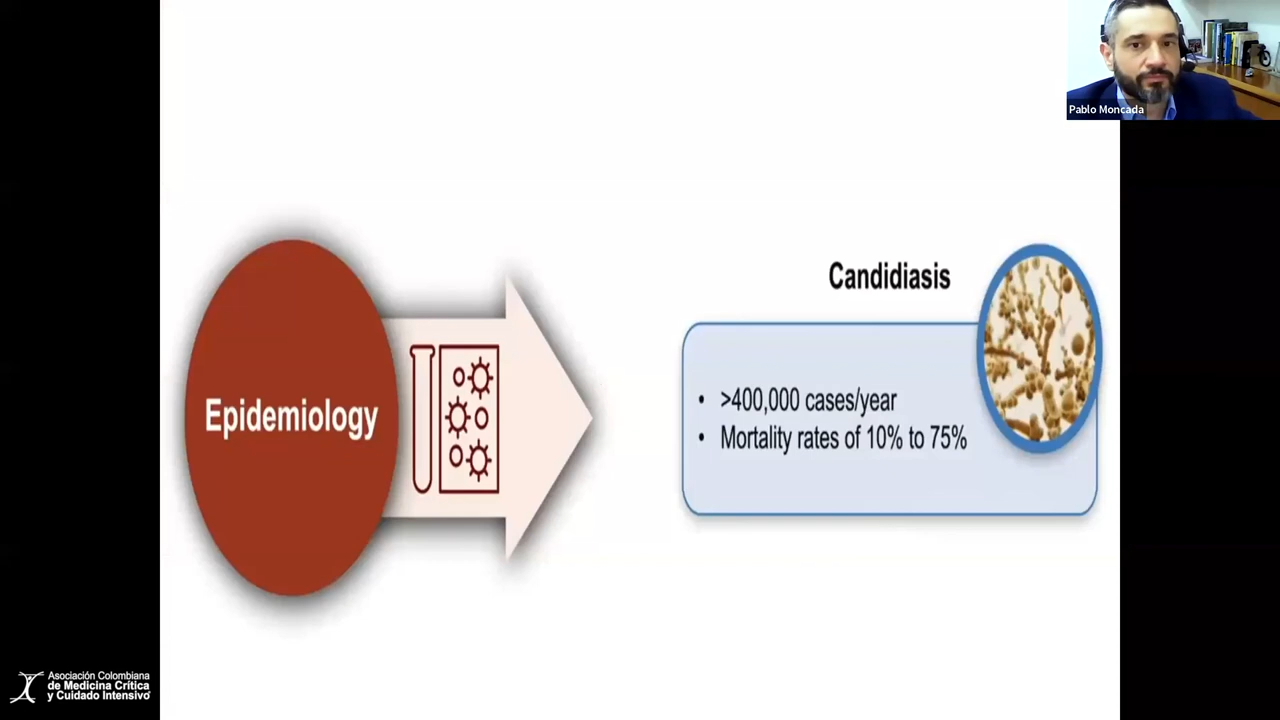 Pablo Moncada
Candidiasis
Epidemiology
• >400,000 cases/year
• Mortality rates of 10% to 75%
Asociación Colombiana
de Medicina Crítica
y Cuidado Intensivo